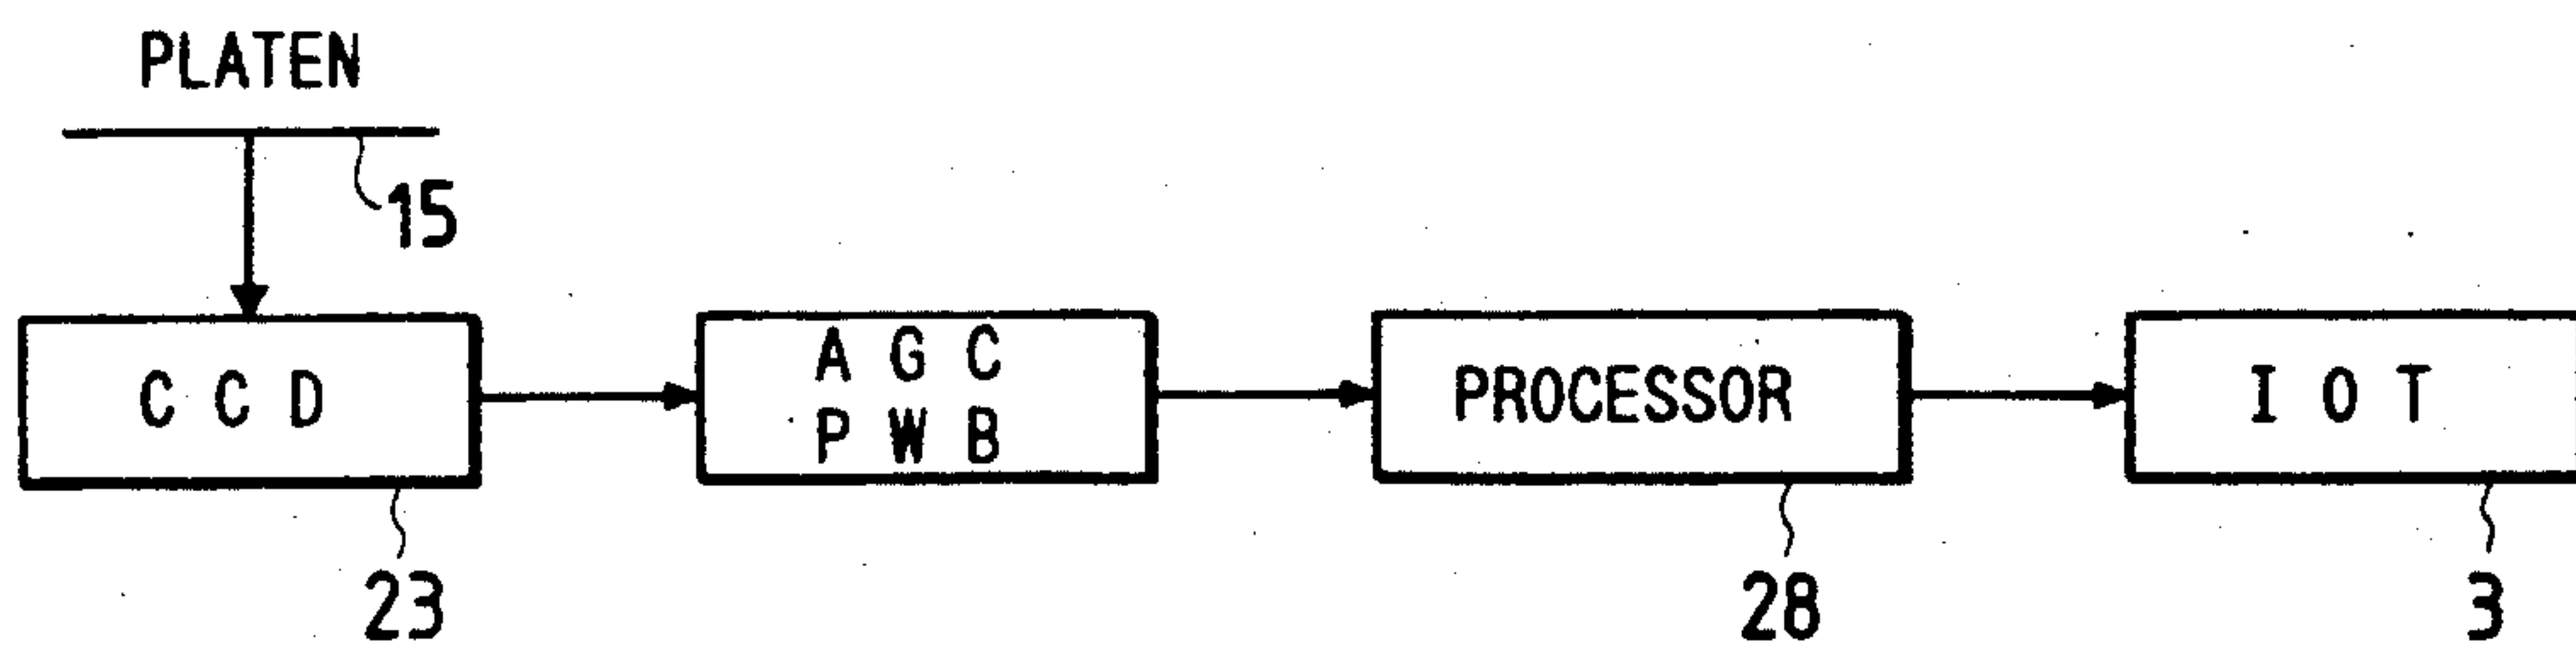 PLATEN
15
C C D
A G C
P W B
PROCESSOR
I O T
23
28
3